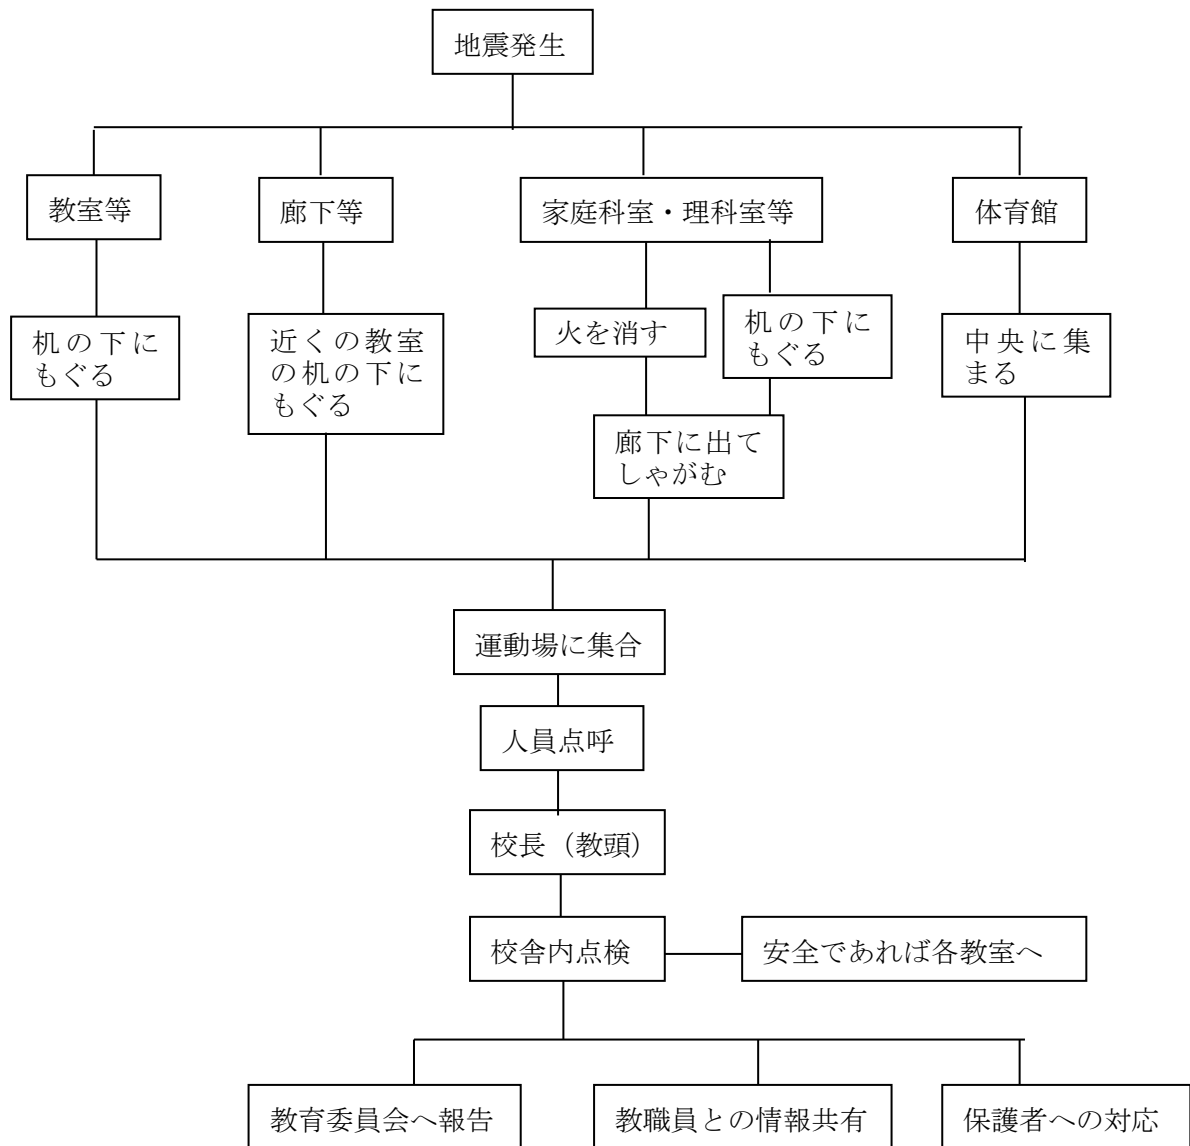 地震発生
教室等
廊下等
家庭科室・理科室等
体育館
机の下に
もぐる
近くの教室
の机の下に
もぐる
火を消す
机の下に
もぐる
中央に集
まる
廊下に出て
しゃがむ
運動場に集合
人員点呼
校長（教頭）
校舎内点検
安全であれば各教室へ
教育委員会へ報告
教職員との情報共有
保護者への対応